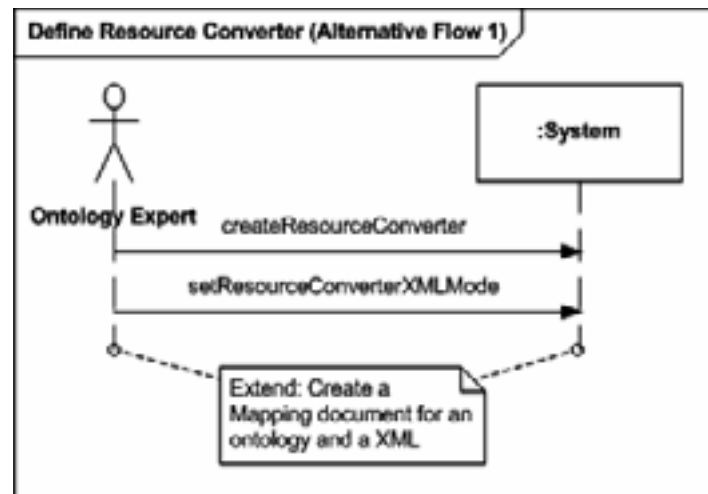 Define Resource Converter (Alternative Flow 1)
:System
Ontology Expert
createResourceConverter
setResourceConverterXMLMode
Extend: Create a
Mapping document for an
ontology and a XML